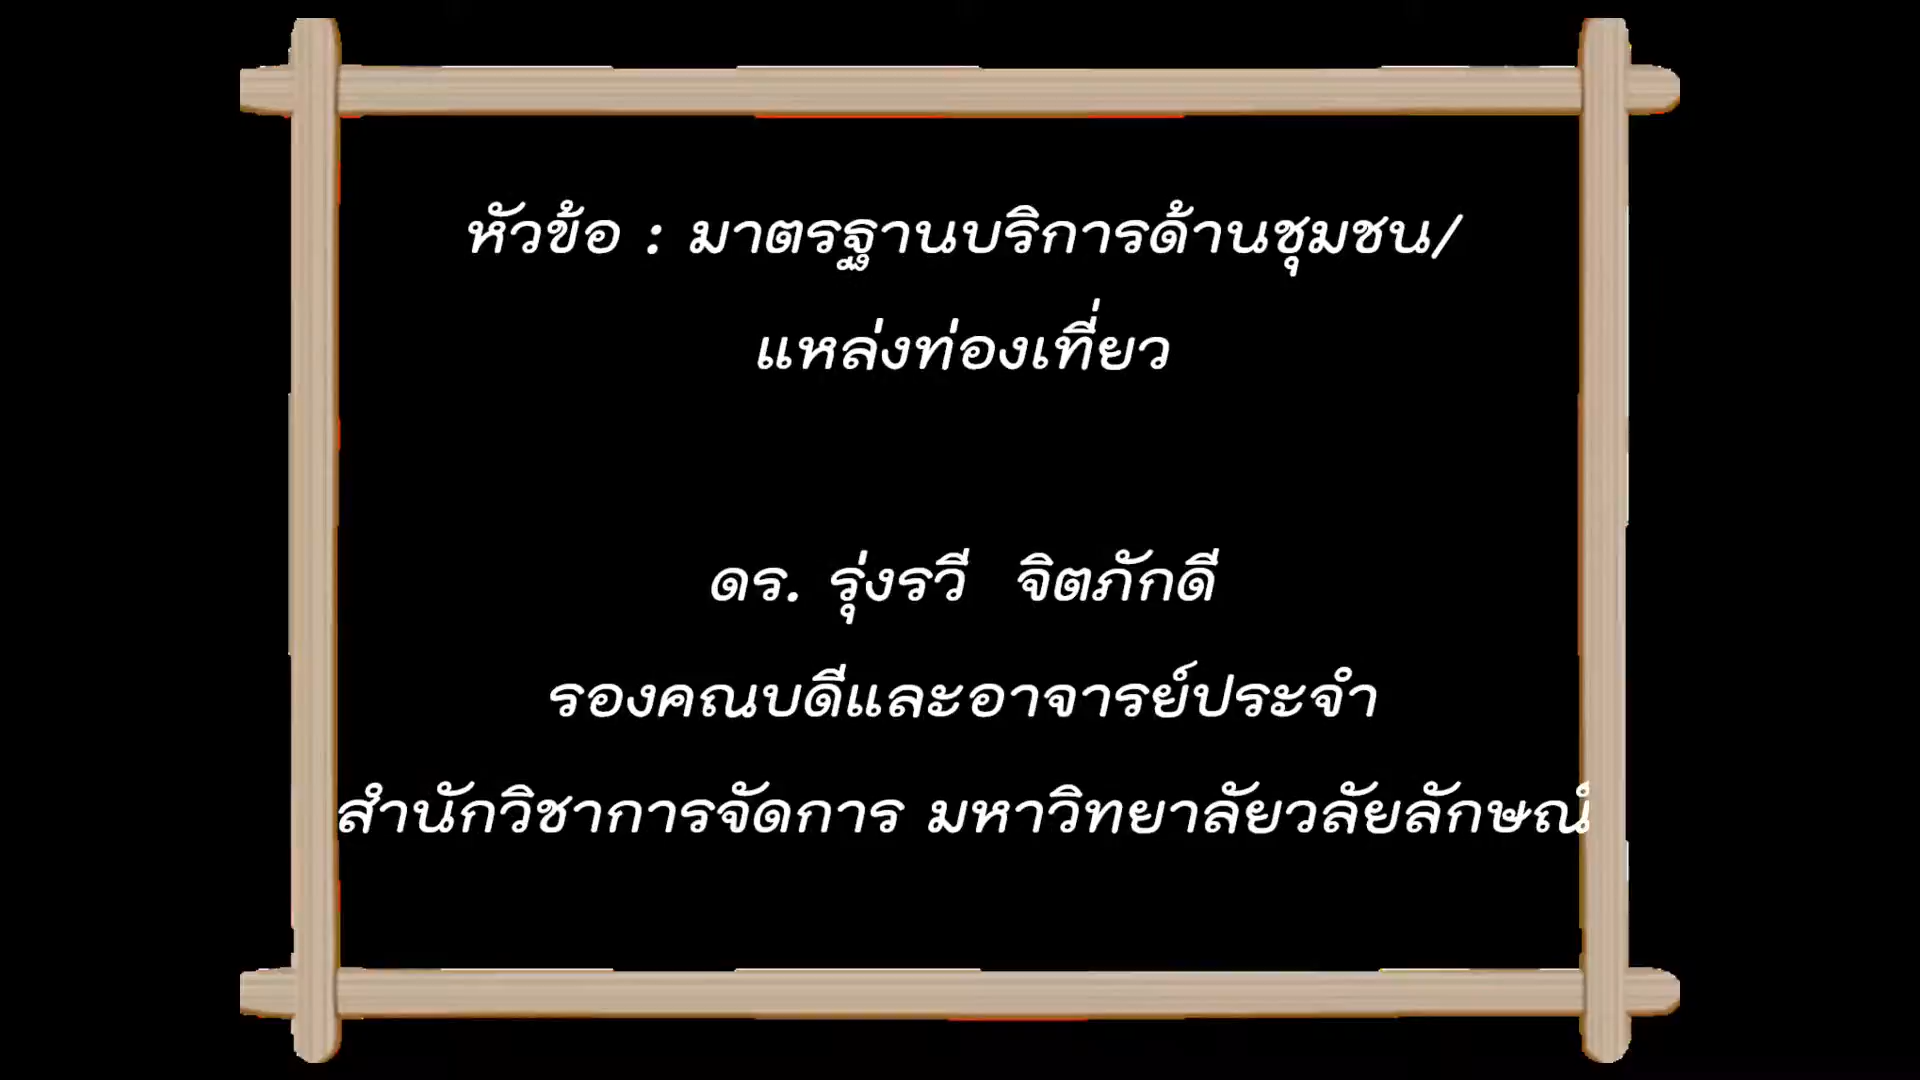 หัวข้อ : มาตรฐานบริการด้านชุมชน/
แหล่งท่องเที่ยว
ดร. รุ่งรวี  จิตภักดี
รองคณบดีและอาจารย์ประจำ
สำนักวิชาการจัดการ มหาวิทยาลัยวลัยลักษณ์